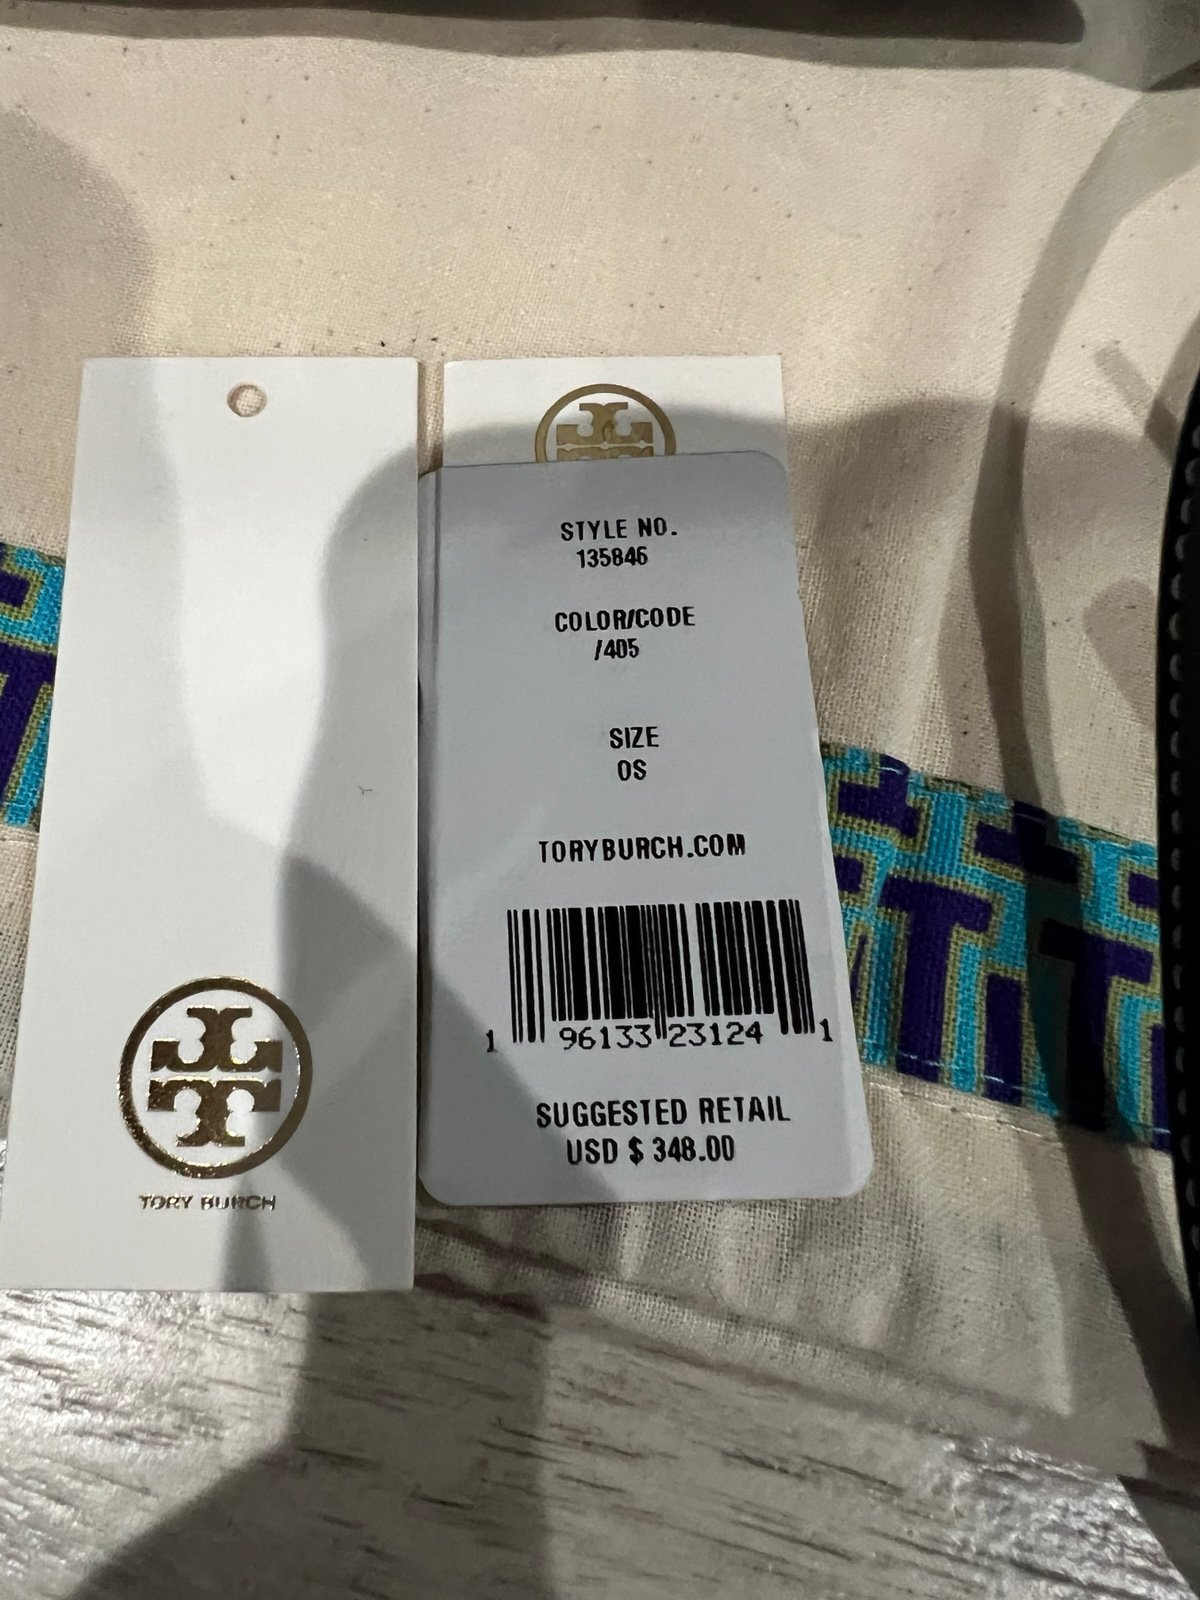 TORY BURCH
STYLE NO.
135846
COLOR/CODE
/405
SIZE
OS
TORYBURCH.COM
1 96133 23124 1
SUGGESTED RETAIL
USD $ 348.00